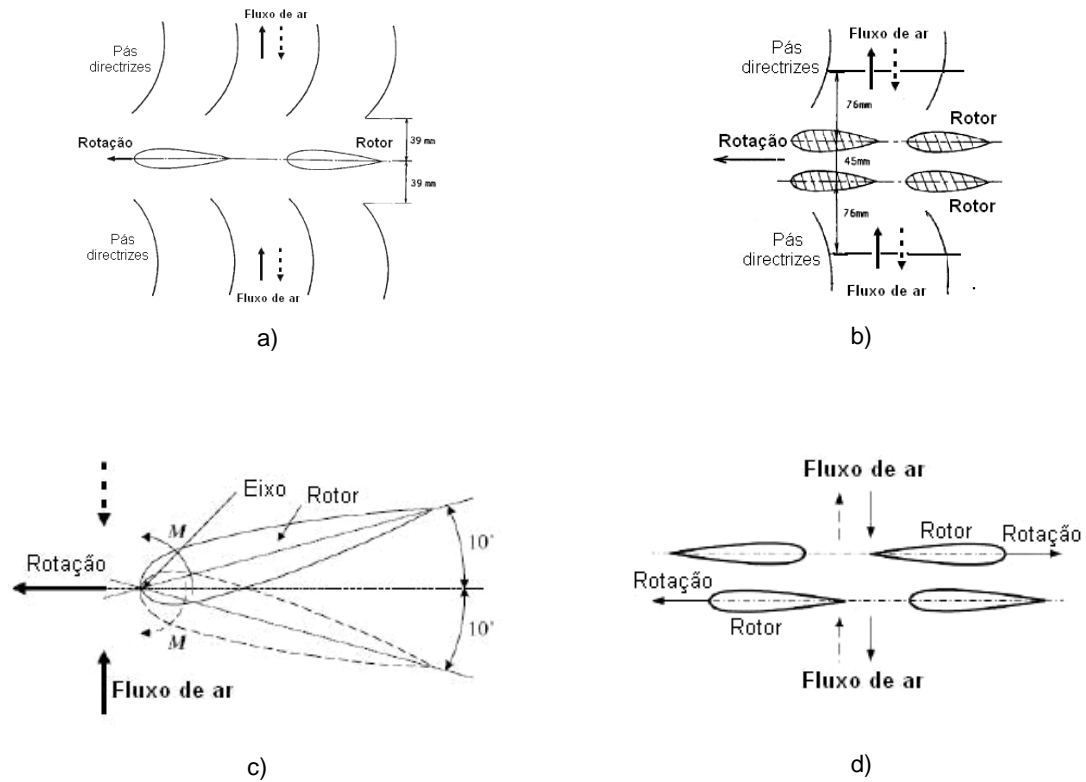 Fluxo de ar
Pás
directrizes
Rotação
Rotor
39 mm
39 mm
Pás
directrizes
Fluxo de ar
a)
Fluxo de ar
Pás
directrizes
76mm
Rotor
Rotação
45mm
Rotor
76mm
Pás
directrizes
Fluxo de ar
b)
Eixo
Rotor
M
10°
Rotação
10°
M
Fluxo de ar
c)
Fluxo de ar
Rotor
Rotação
Rotação
Rotor
Fluxo de ar
d)